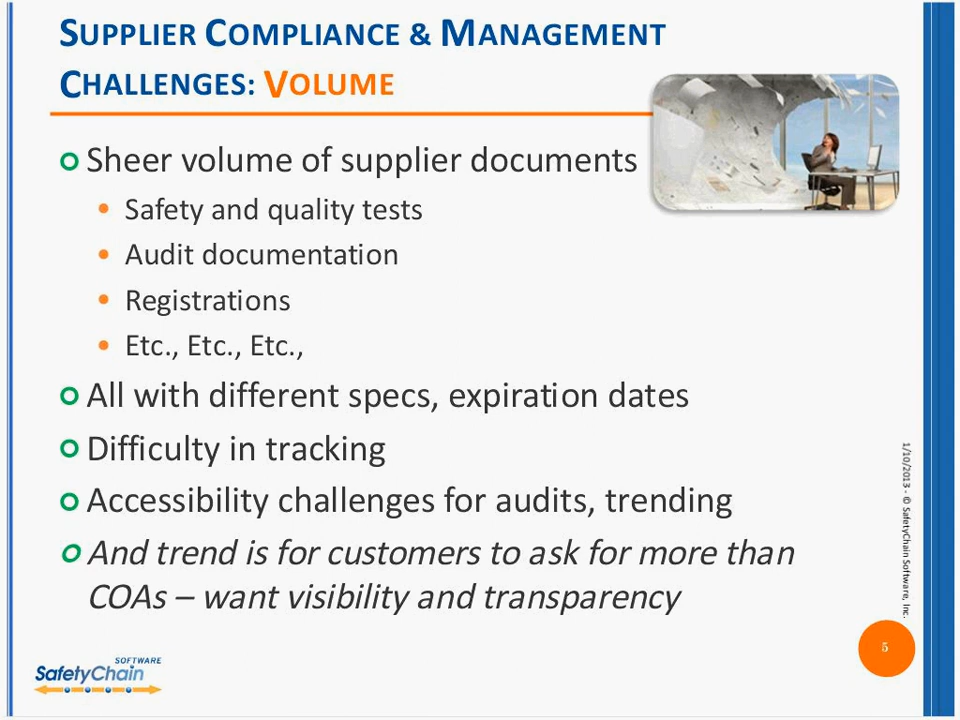 SUPPLIER COMPLIANCE & MANAGEMENT
CHALLENGES: VOLUME
Sheer volume of supplier documents
Safety and quality tests
Audit documentation
Registrations
Etc., Etc., Etc.,
All with different specs, expiration dates
Difficulty in tracking
Accessibility challenges for audits, trending
And trend is for customers to ask for more than
COAs – want visibility and transparency
1/10/2013 - © SafetyChain Software, Inc.
5
SOFTWARE
SafetyChain